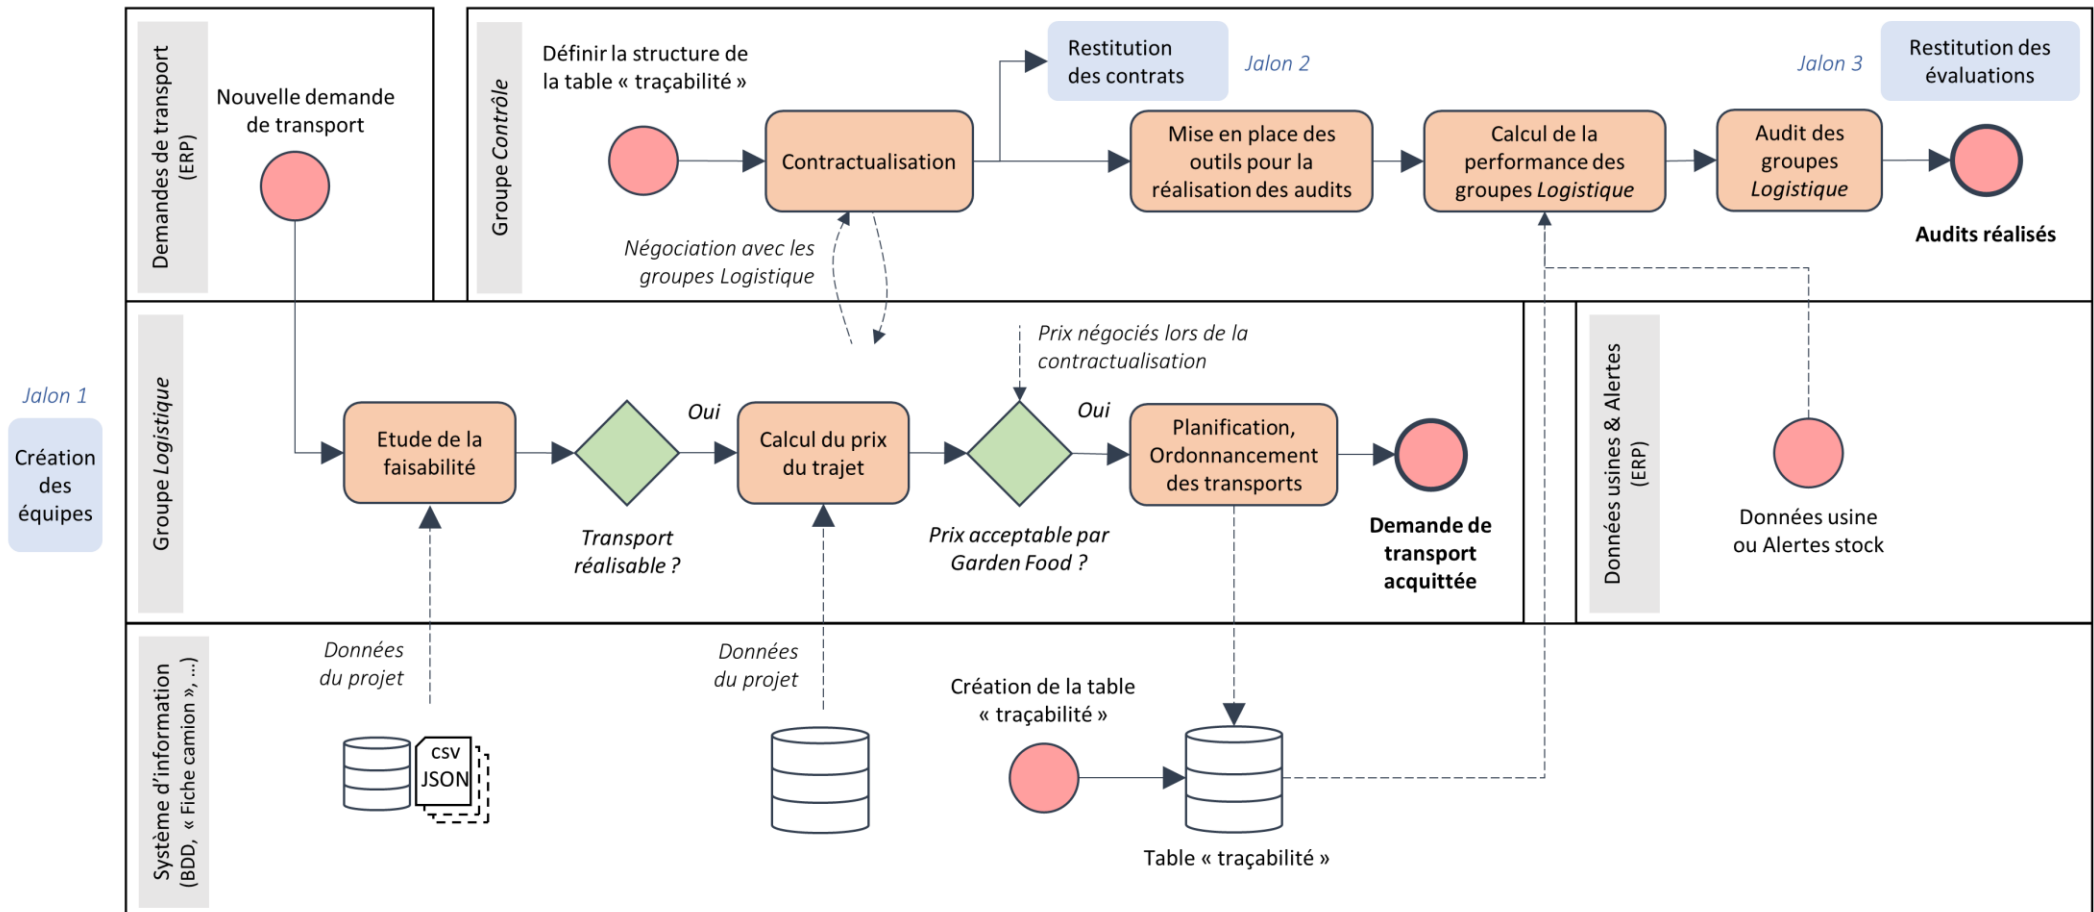 Demandes de transport
(ERP)
Nouvelle demande
de transport
Groupe Contrôle
Définir la structure de
la table « traçabilité »
Contractualisation
Restitution
des contrats
Jalon 2
Jalon 3
Restitution des
évaluations
Mise en place des
outils pour la
réalisation des audits
Calcul de la
performance des
groupes Logistique
Audit des
groupes
Logistique
Audits réalisés
Négociation avec les
groupes Logistique
Jalon 1
Création
des
équipes
Groupe Logistique
Etude de la
faisabilité
Oui
Transport
réalisable ?
Calcul du prix
du trajet
Prix négociés lors de la
contractualisation
Oui
Prix acceptable par
Garden Food ?
Planification,
Ordonnancement
des transports
Demande de
transport
acquittée
Données usines & Alertes
(ERP)
Données usine
ou Alertes stock
Système d'information
(BDD, « Fiche camion », ...)
Données
du projet
csv
JSON
Données
du projet
Création de la table
« traçabilité »
Table « traçabilité »